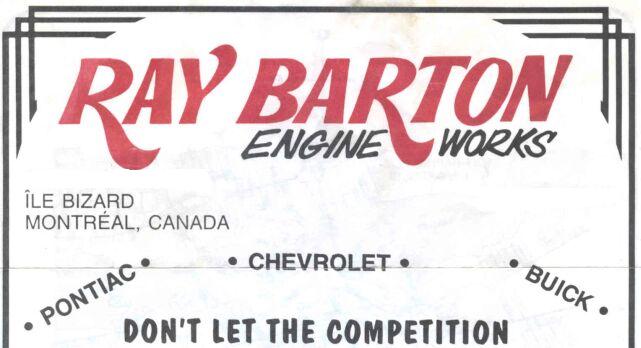 RAY BARTON
ENGINE WORKS
ÎLE BIZARD
MONTRÉAL, CANADA
• PONTIAC • • CHEVROLET • • BUICK •
DON'T LET THE COMPETITION